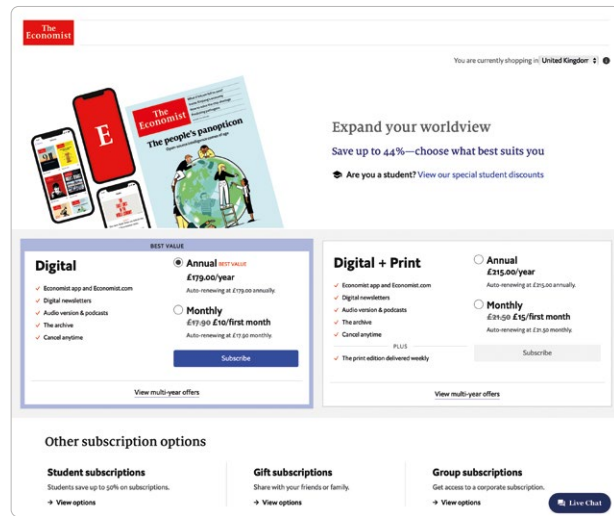 The
Economist
You are currently shopping in United Kingdom
The
Economist
The people's panopticon
E
Expand your worldview
Save up to 44%—choose what best suits you
Are you a student? View our special student discounts
BEST VALUE
Digital
Economist app and Economist.com
Digital newsletters
Audio version & podcasts
The archive
Cancel anytime
Annual BEST VALUE
£179.00/year
Auto-renewing at £179.00 annually.
Monthly
£17.90 £10/first month
Auto-renewing at £17.90 monthly.
Subscribe
View multi-year offers
Digital + Print
Economist app and Economist.com
Digital newsletters
Audio version & podcasts
The archive
Cancel anytime
PLUS
The print edition delivered weekly
Annual
£215.00/year
Auto-renewing at £215.00 annually.
Monthly
£21.50 £15/first month
Auto-renewing at £21.50 monthly.
Subscribe
View multi-year offers
Other subscription options
Student subscriptions
Students save up to 50% on subscriptions.
→ View options
Gift subscriptions
Share with your friends or family.
→ View options
Group subscriptions
Get access to a corporate subscription.
→ View options
Live Chat